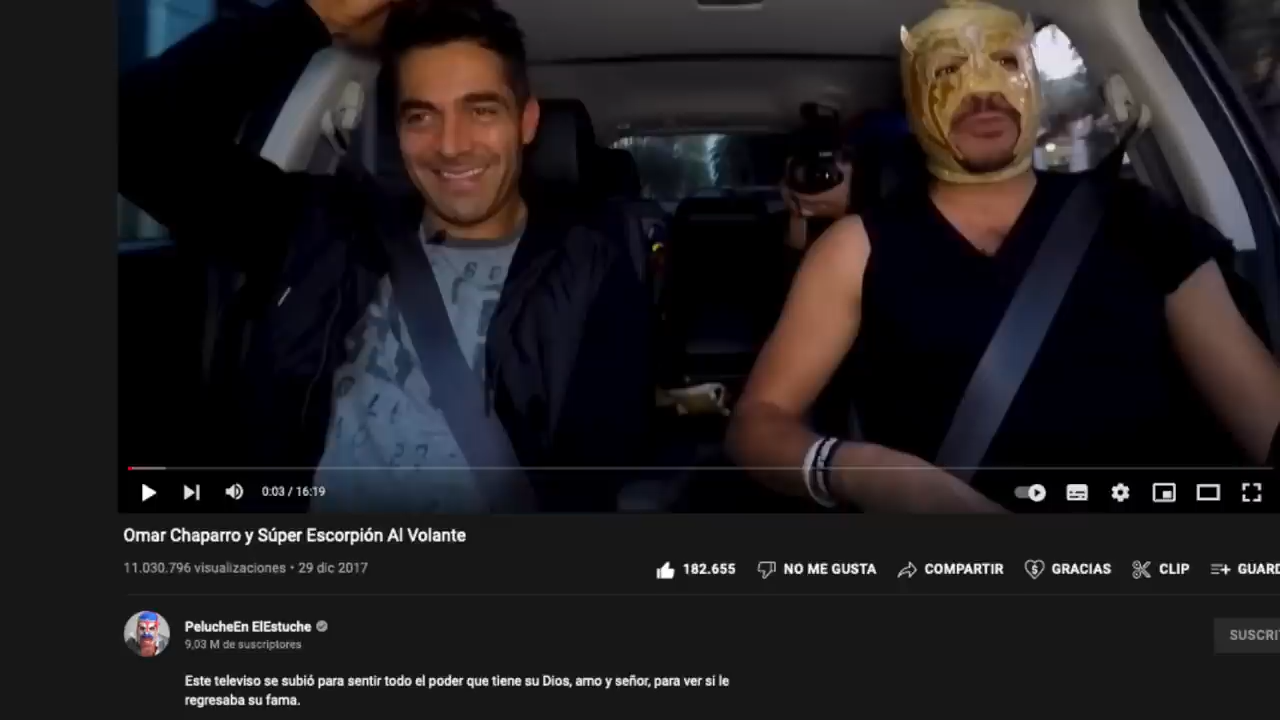 0:03 / 16:19
Omar Chaparro y Súper Escorpión Al Volante
11.030.796 visualizaciones • 29 dic 2017
182.655 NO ME GUSTA COMPARTIR GRACIAS CLIP GUARD
PelucheEn ElEstuche
9,03 M de suscriptores
SUSCRI
Este televiso se subió para sentir todo el poder que tiene su Dios, amo y señor, para ver si le
regresaba su fama.